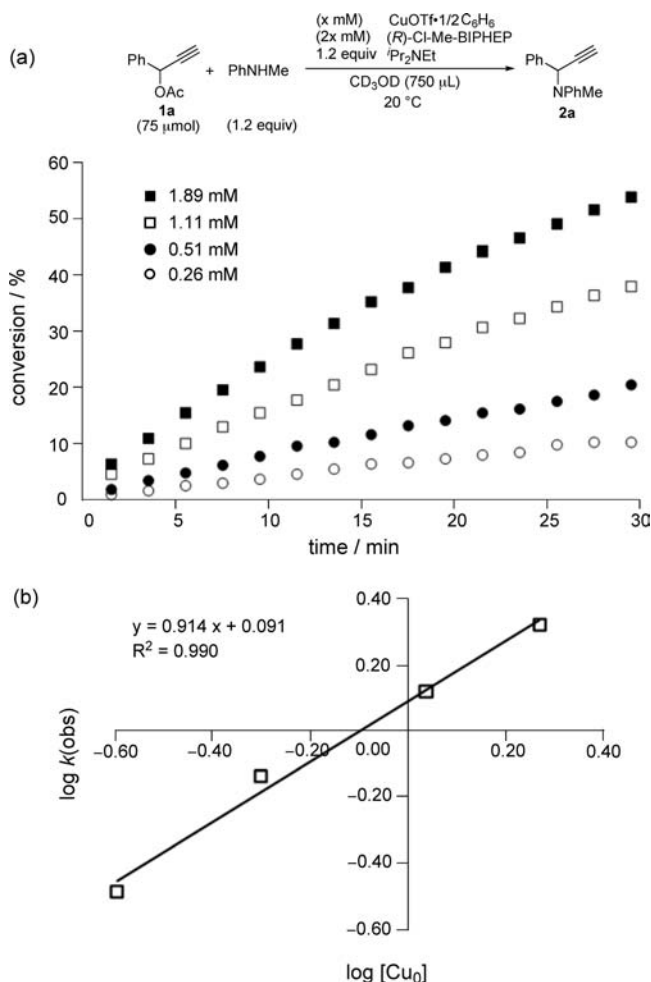 (a)
(x mM) CuOTf•1/2 C₆H₆
(2x mM) (R)-Cl-Me-BIPHEP
1.2 equiv ⁱPr₂NEt
Ph
OAc
1a
(75 μmol)
+
PhNHMe
(1.2 equiv)
CD₃OD (750 μL)
20 °C
Ph
NPhMe
2a
60
50
40
30
20
10
0
conversion / %
1.89 mM
1.11 mM
0.51 mM
0.26 mM
0 5 10 15 20 25 30
time / min
(b)
y = 0.914 x + 0.091
R² = 0.990
log k(obs)
0.40
0.20
0.00
−0.20
−0.40
−0.60
−0.60 −0.40 −0.20 0.20 0.40
log [Cu₀]